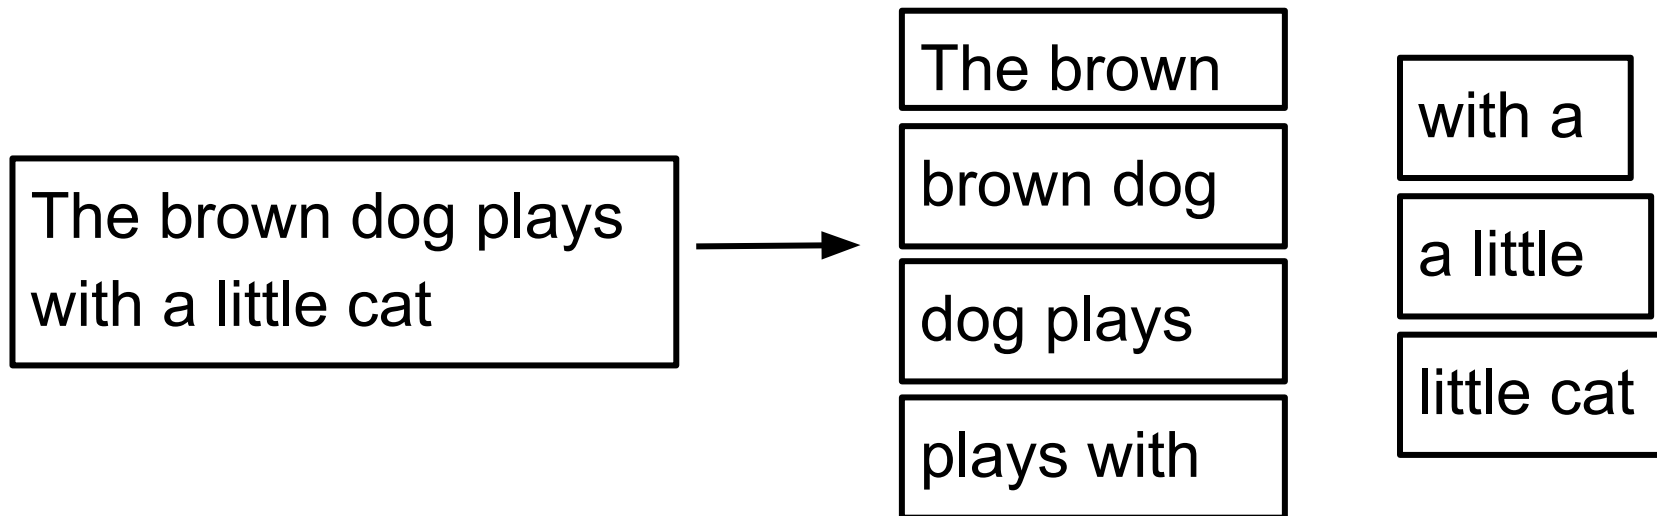 The brown dog plays
with a little cat
The brown
brown dog
dog plays
plays with
with a
a little
little cat